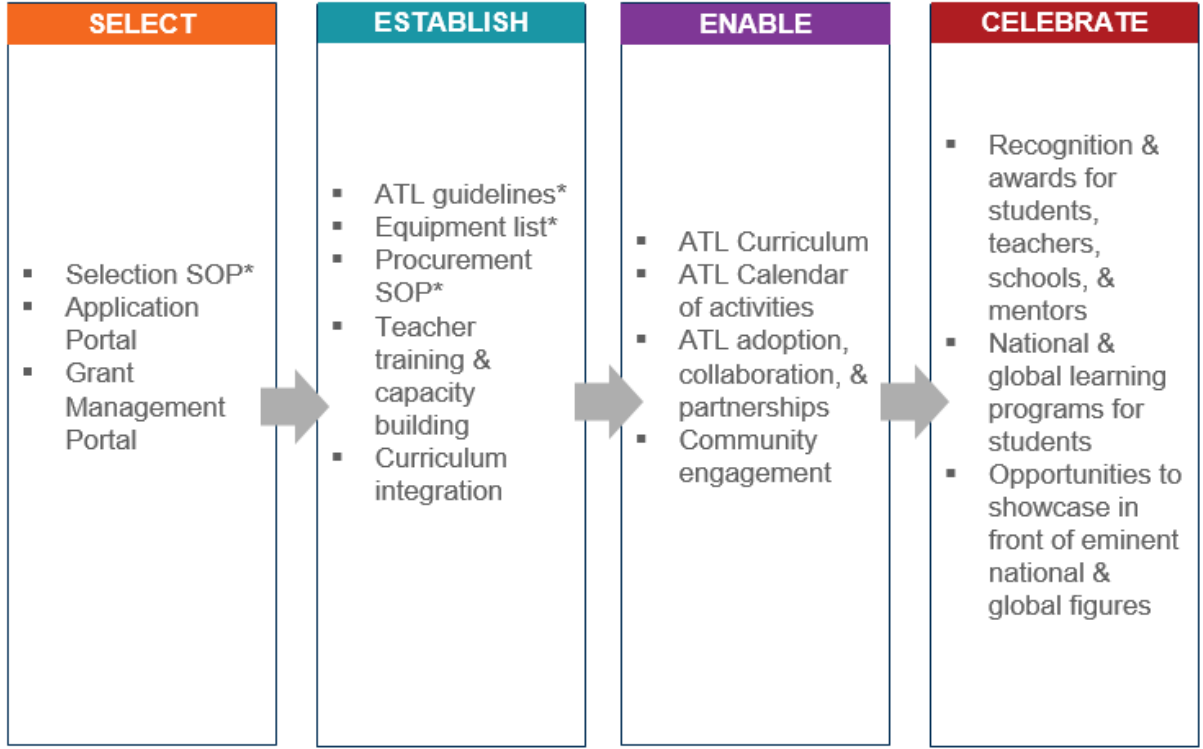 SELECT
▪ Selection SOP*
▪ Application
Portal
▪ Grant
Management
Portal
ESTABLISH
▪ ATL guidelines*
▪ Equipment list*
▪ Procurement
SOP*
▪ Teacher
training &
capacity
building
▪ Curriculum
integration
ENABLE
▪ ATL Curriculum
▪ ATL Calendar
of activities
▪ ATL adoption,
collaboration, &
partnerships
▪ Community
engagement
CELEBRATE
▪ Recognition &
awards for
students,
teachers,
schools, &
mentors
▪ National &
global learning
programs for
students
▪ Opportunities to
showcase in
front of eminent
national &
global figures